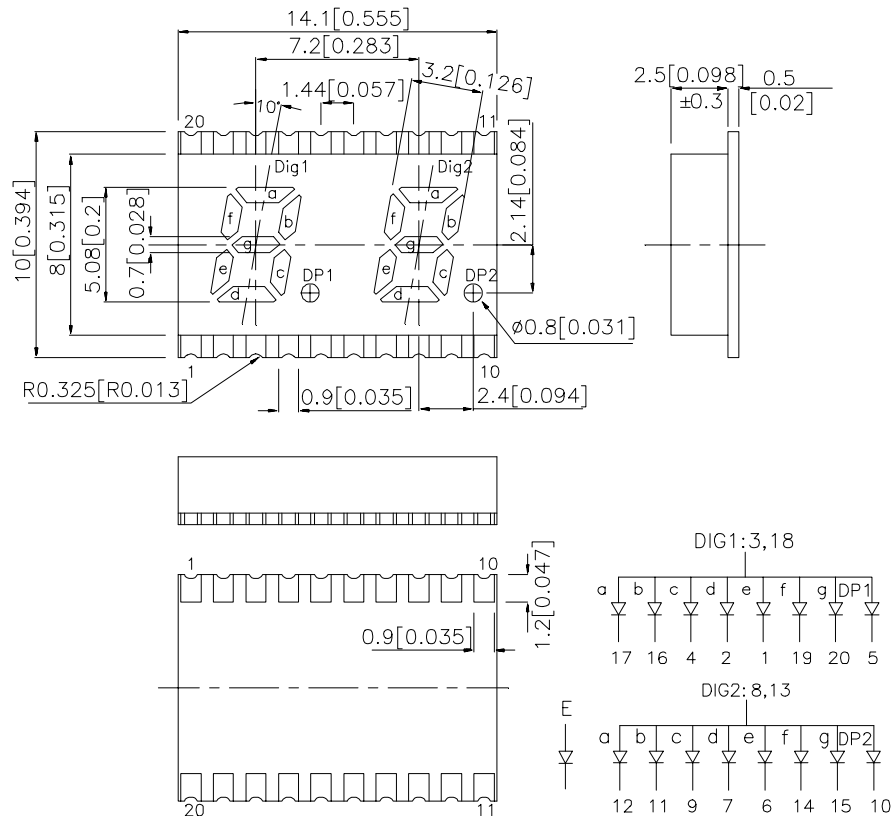 14.1[0.555]
7.2[0.283]
3.2[0.126]
1.44[0.057]
10°
2.5[0.098]
±0.3
0.5
[0.02]
20
11
Dig1
Dig2
10[0.394]
8[0.315]
5.08[0.2]
0.7[0.028]
2.14[0.084]
a
f
b
g
e
c
d
DP1
a
f
b
g
e
c
d
DP2
ø0.8[0.031]
1
10
R0.325[R0.013]
0.9[0.035]
2.4[0.094]
1
10
1.2[0.047]
0.9[0.035]
20
11
DIG1:3,18
a b c d e f g DP1
17 16 4 2 1 19 20 5
DIG2:8,13
E
a b c d e f g DP2
12 11 9 7 6 14 15 10